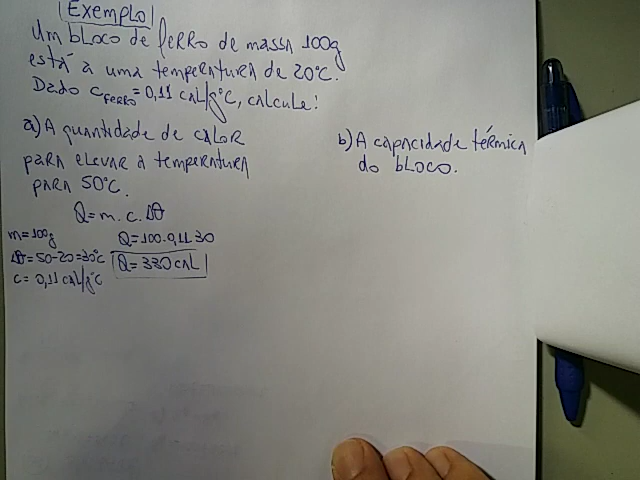 Exemplo
Um bloco de ferro de massa 100g
está a uma temperatura de 20°C.
Dado c_FERRO = 0,11 cal/g°C, calcule:
a) A quantidade de calor
para elevar a temperatura
para 50°C.
Q=m.c.Δθ
m=100g
Δθ=50-20=30°C
c=0,11 cal/g°C
Q=100.0,11.30
Q=330 cal
b) A capacidade térmica
do bloco.